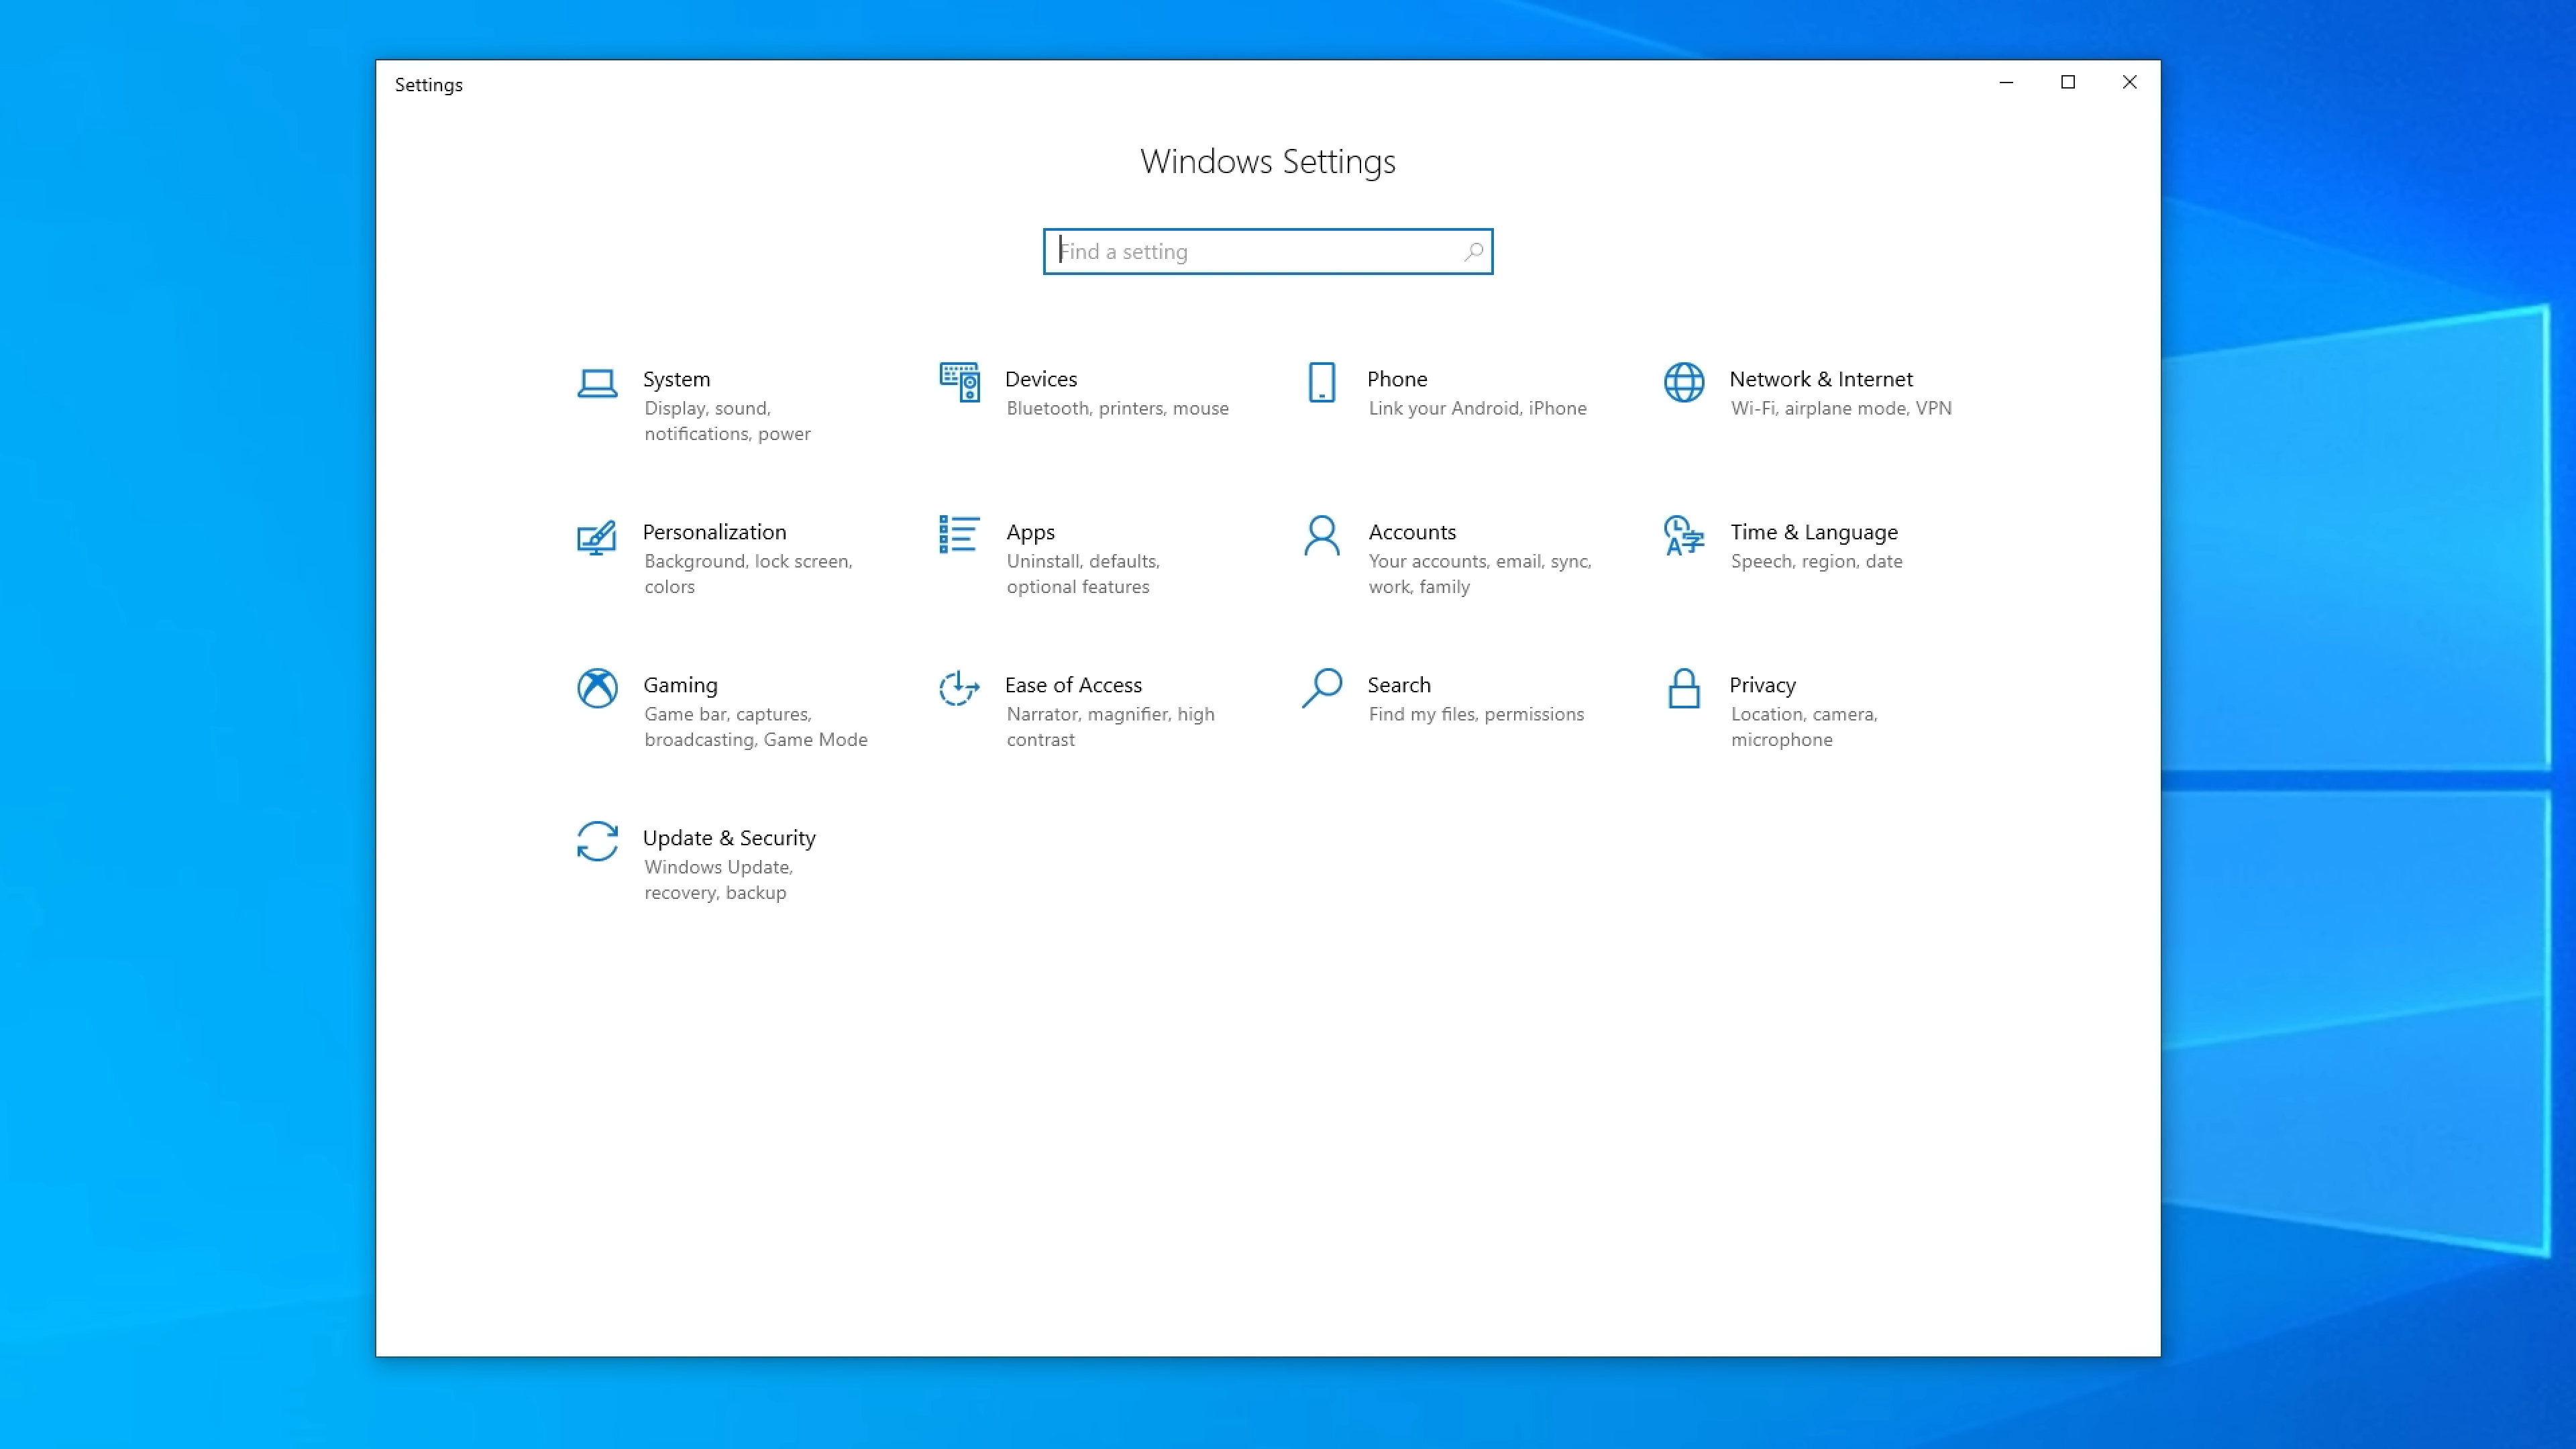 Settings
Windows Settings
Find a setting
System
Display, sound,
notifications, power
Devices
Bluetooth, printers, mouse
Phone
Link your Android, iPhone
Network & Internet
Wi-Fi, airplane mode, VPN
Personalization
Background, lock screen,
colors
Apps
Uninstall, defaults,
optional features
Accounts
Your accounts, email, sync,
work, family
Time & Language
Speech, region, date
Gaming
Game bar, captures,
broadcasting, Game Mode
Ease of Access
Narrator, magnifier, high
contrast
Search
Find my files, permissions
Privacy
Location, camera,
microphone
Update & Security
Windows Update,
recovery, backup